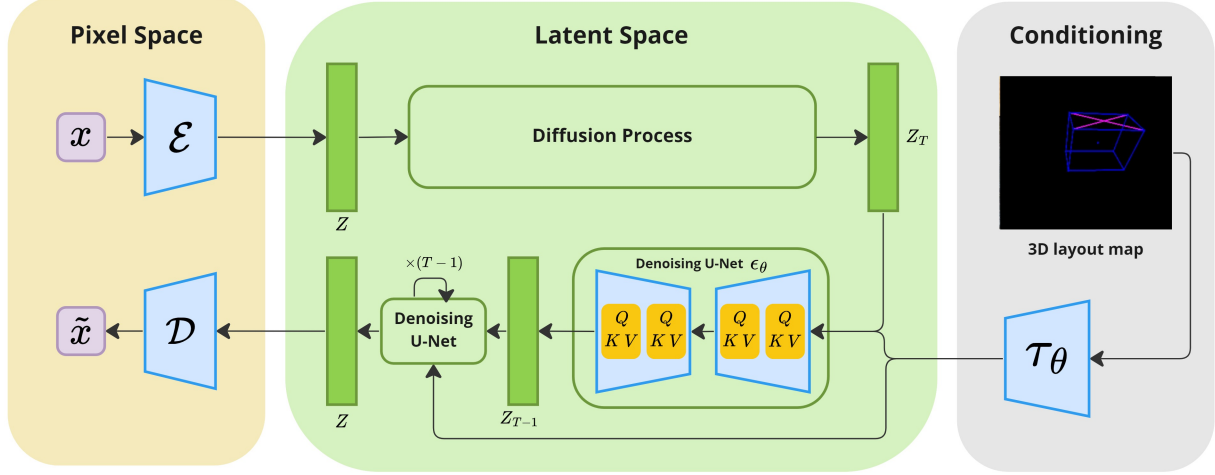 Pixel Space
Latent Space
Conditioning
x
ℰ
Diffusion Process
Z_T
Z
3D layout map
×(T − 1)
Denoising U-Net ϵ_θ
Denoising
U-Net
Q Q Q Q
K V K V K V K V
x̃
𝒟
τ_θ
Z
Z_{T−1}